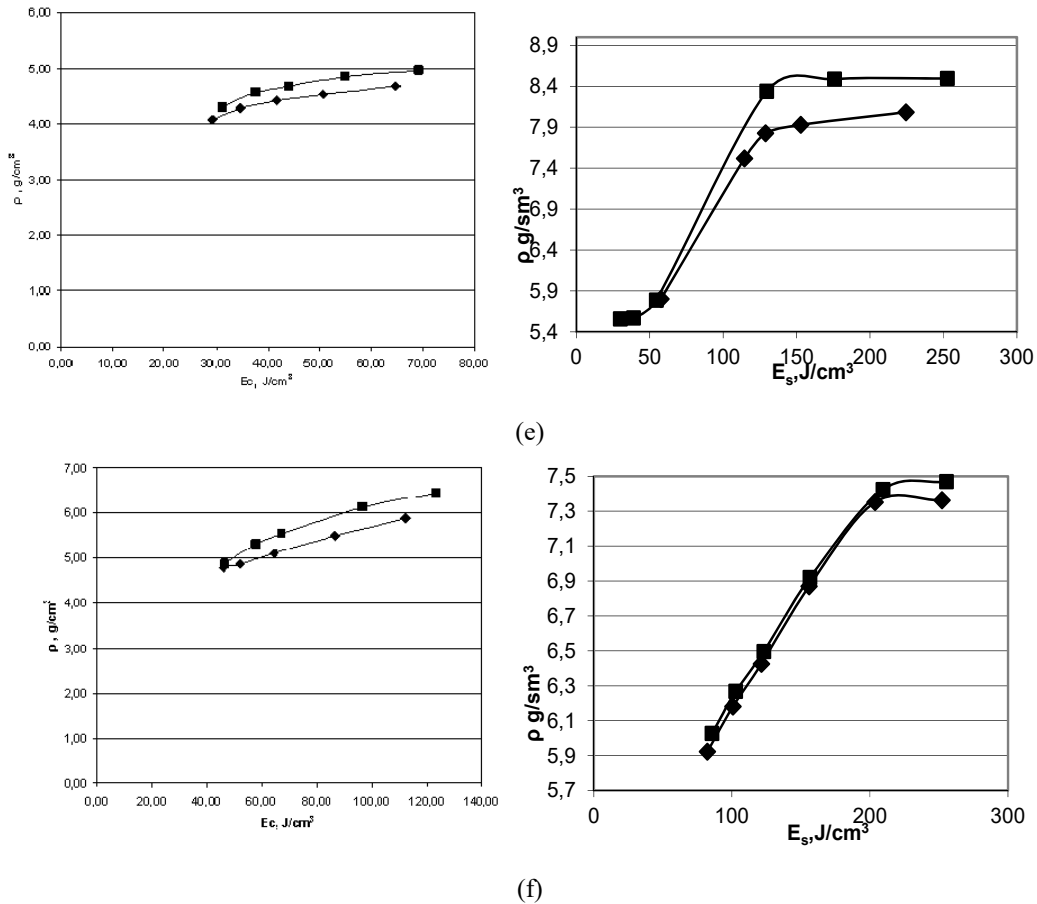 6,00
5,00
4,00
3,00
2,00
1,00
0,00
ρ , g/cm³
0,00 10,00 20,00 30,00 40,00 50,00 60,00 70,00 80,00
Ec, J/cm³
8,9
8,4
7,9
7,4
6,9
6,4
5,9
5,4
ρ g/sm³
0 50 100 150 200 250 300
Eₛ,J/cm³
(e)
7,00
6,00
5,00
4,00
3,00
2,00
1,00
0,00
ρ , g/cm³
0,00 20,00 40,00 60,00 80,00 100,00 120,00 140,00
Ec, J/cm³
7,5
7,3
7,1
6,9
6,7
6,5
6,3
6,1
5,9
5,7
ρ g/sm³
0 100 200 300
Eₛ,J/cm³
(f)